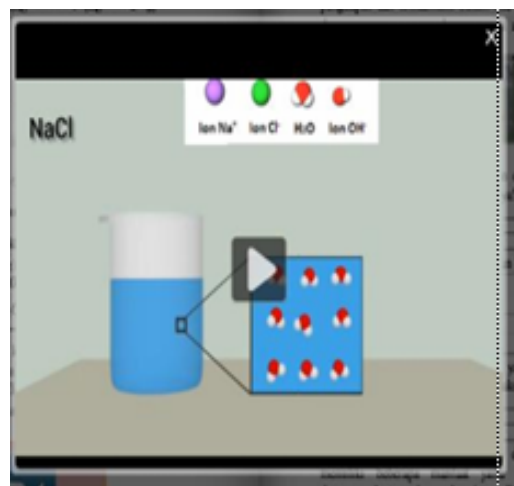 X
Ion Na⁺ Ion Cl⁻ H₂O Ion OH⁻
NaCl